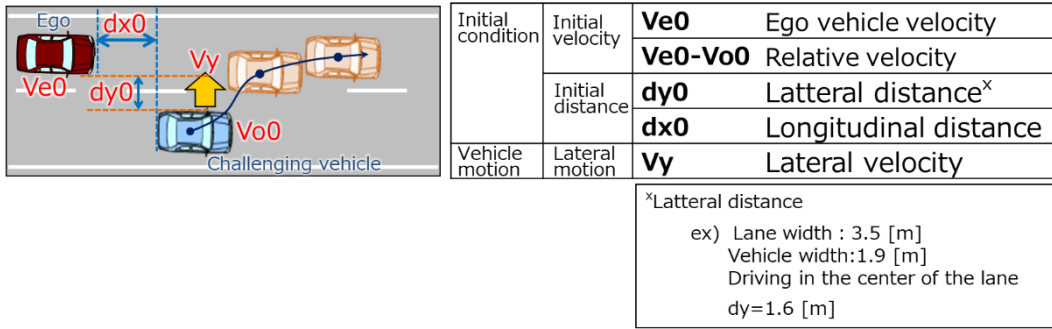 Ego
dx0
Vy
Ve0
dy0
Vo0
Challenging vehicle
Initial condition
Initial velocity
Ve0 Ego vehicle velocity
Ve0-Vo0 Relative velocity
Initial distance
dy0 Latteral distancex
dx0 Longitudinal distance
Vehicle motion
Lateral motion
Vy Lateral velocity
xLatteral distance
ex) Lane width : 3.5 [m]
Vehicle width:1.9 [m]
Driving in the center of the lane
dy=1.6 [m]